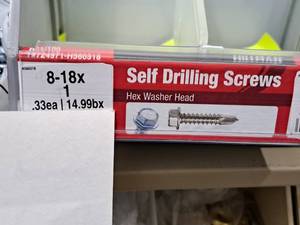 8-18x
1
.33ea | 14.99bx
Self Drilling Screws
Hex Washer Head